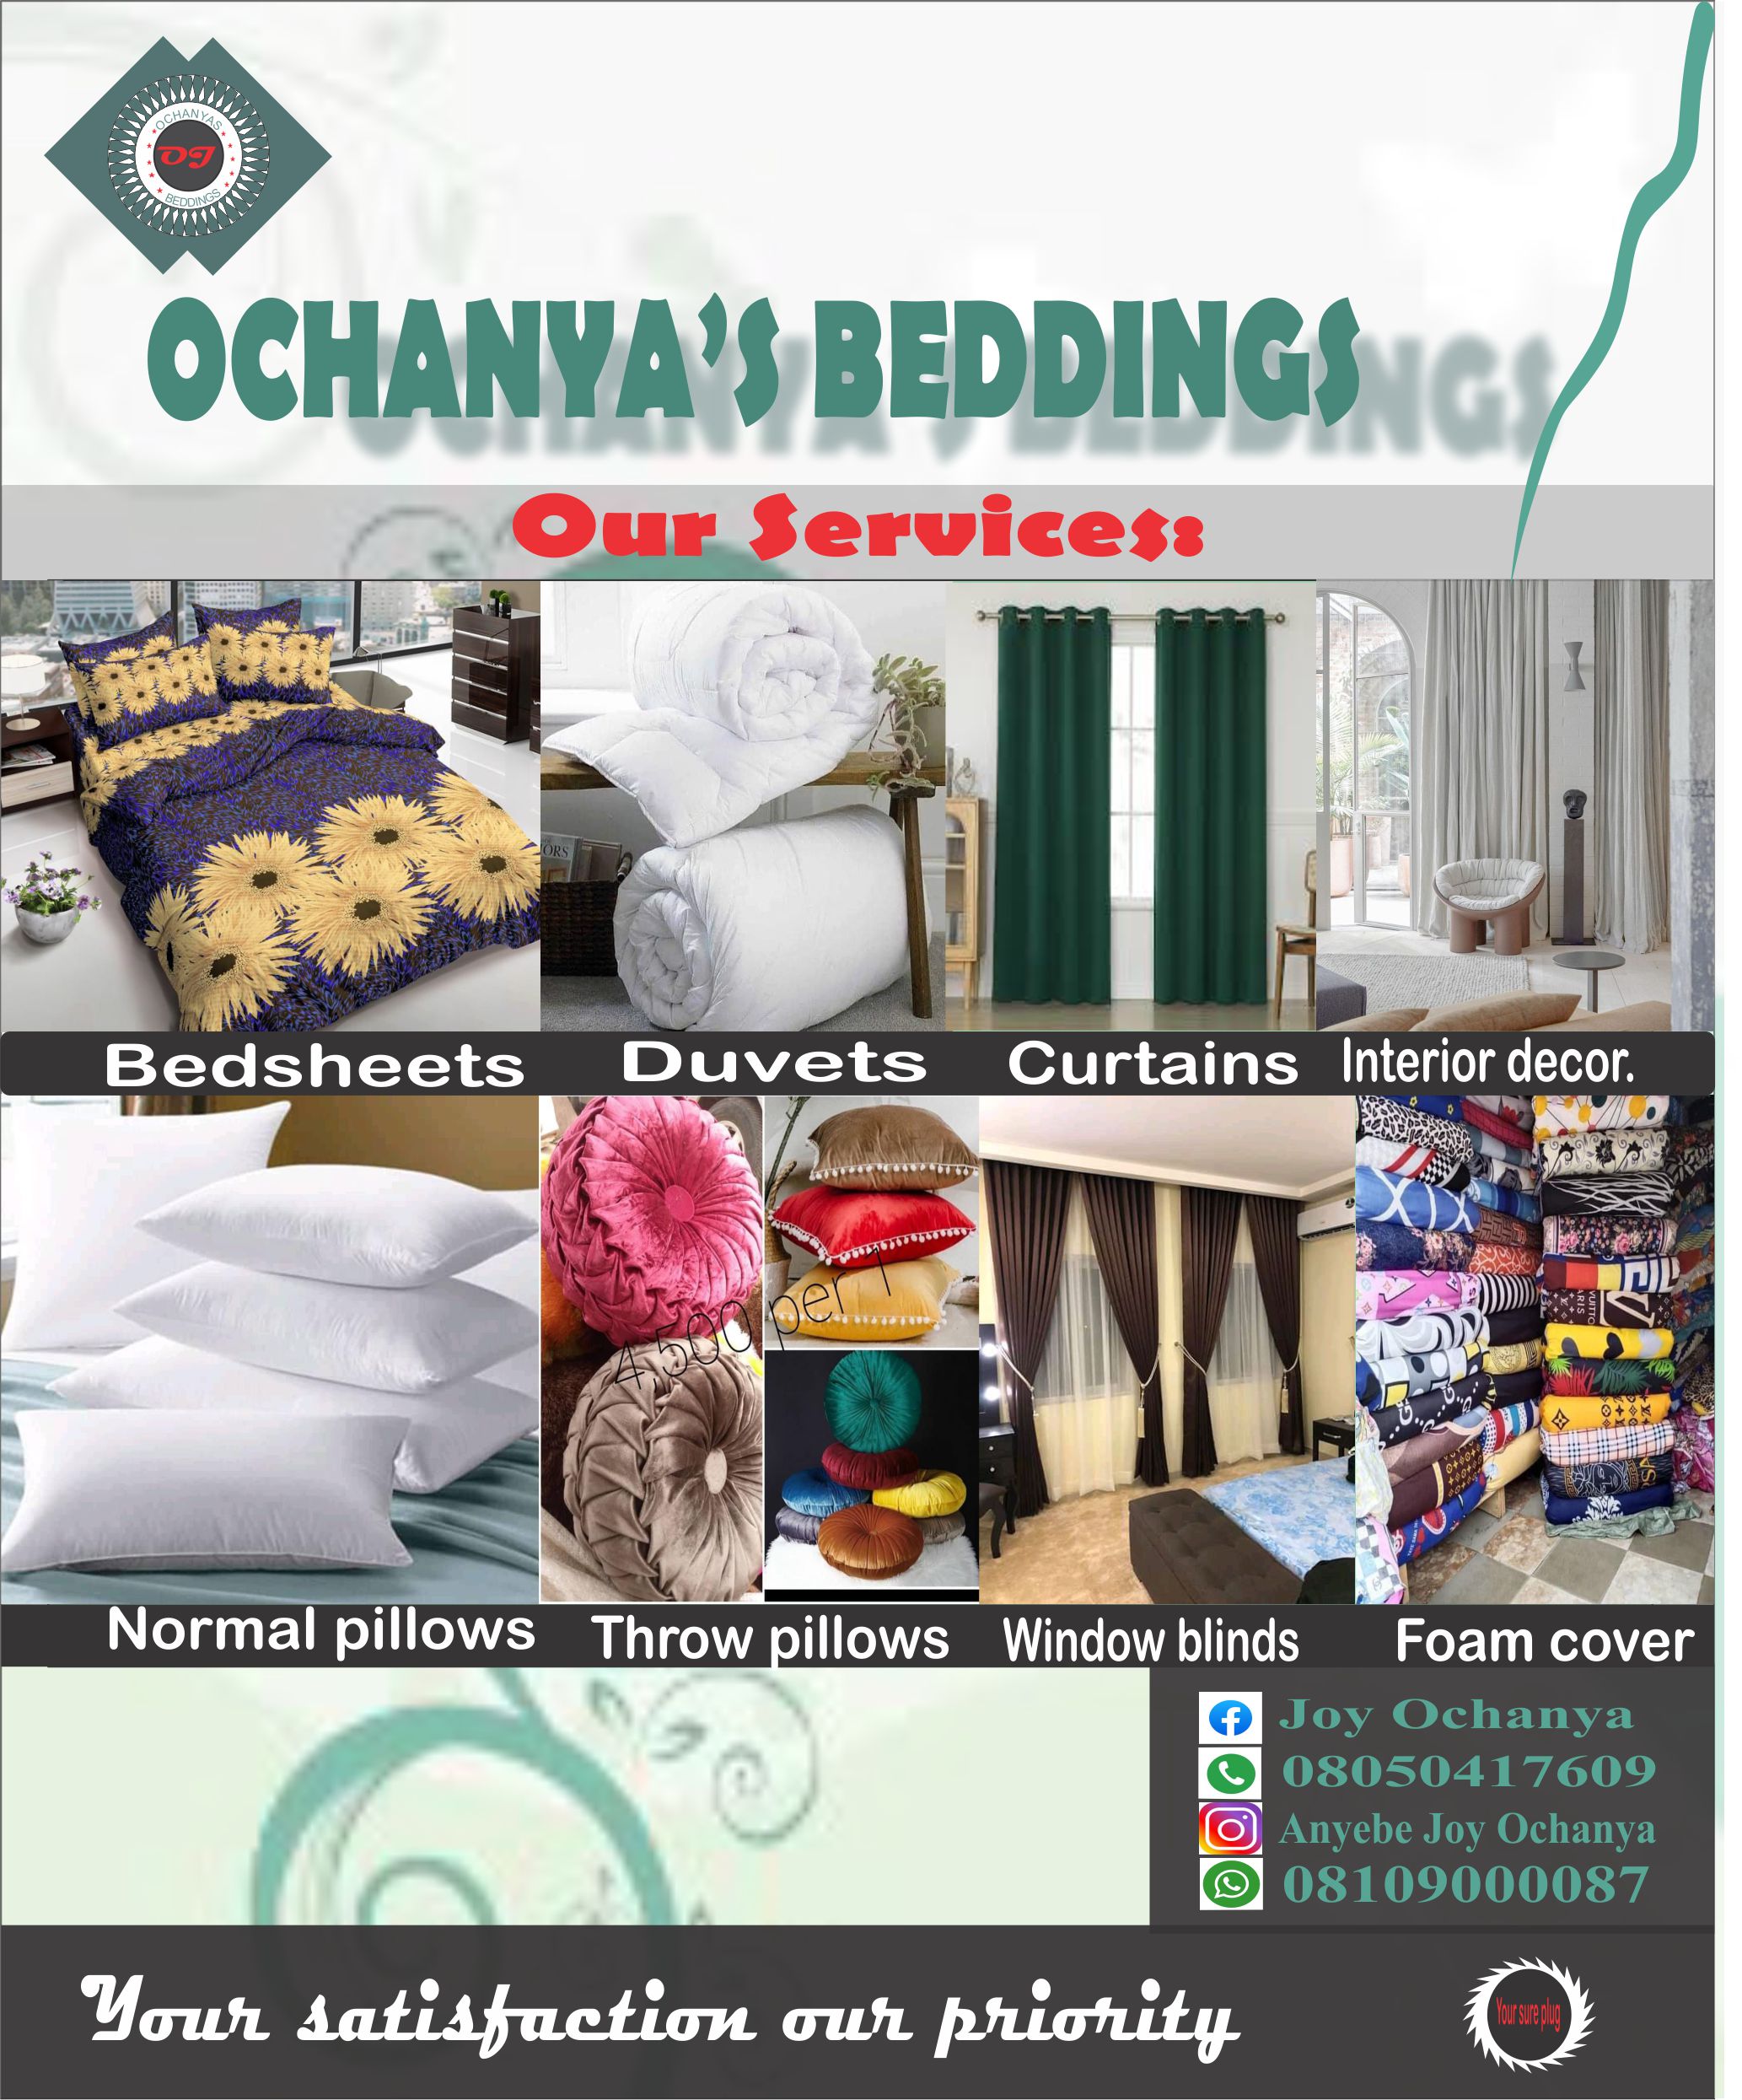 OCHANYAS
OJ
BEDDINGS
OCHANYA'S BEDDINGS
Our Services:
Bedsheets
Duvets
Curtains
Interior decor.
4,500 per 1
Normal pillows
Throw pillows
Window blinds
Foam cover
Joy Ochanya
08050417609
Anyebe Joy Ochanya
08109000087
Your satisfaction our priority
Your sure plug